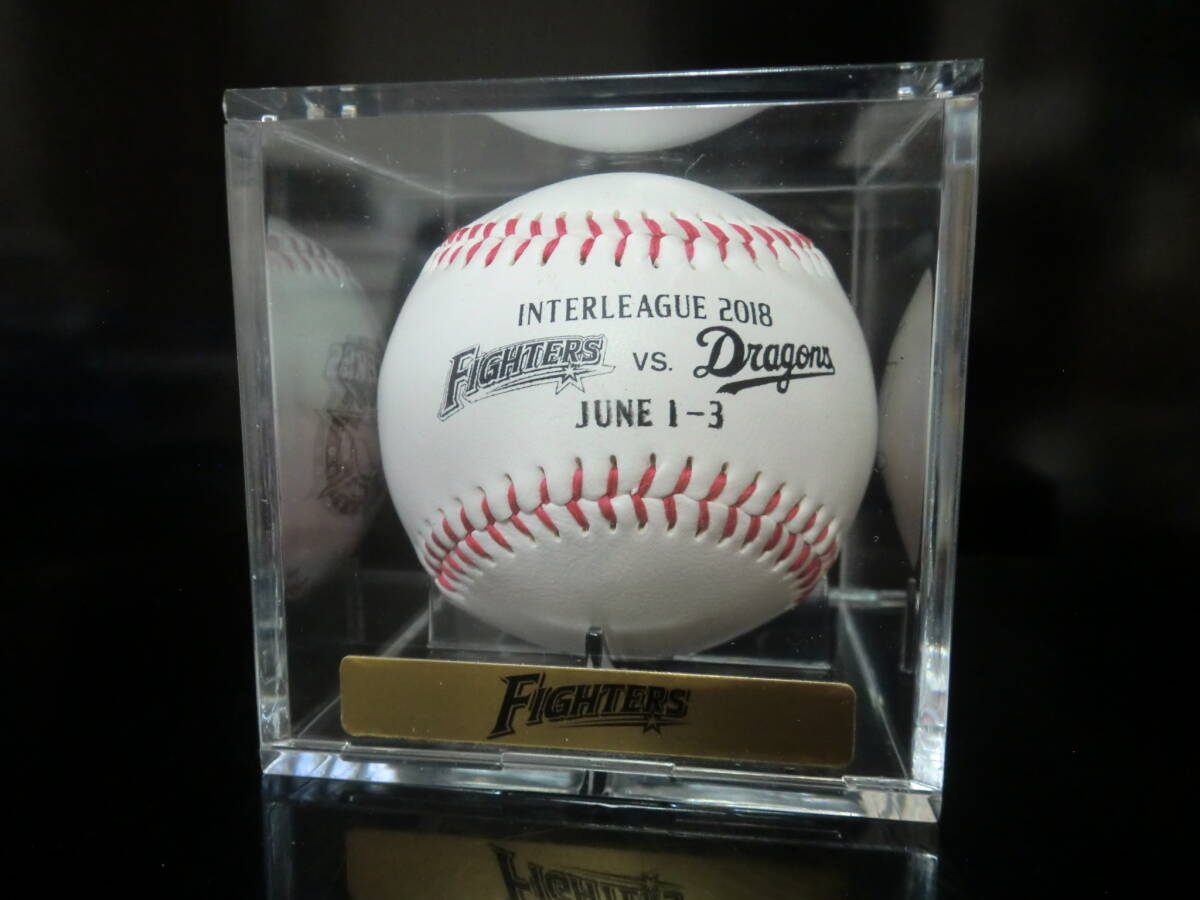 INTERLEAGUE 2018
FIGHTERS VS. Dragons
JUNE 1-3
FIGHTERS